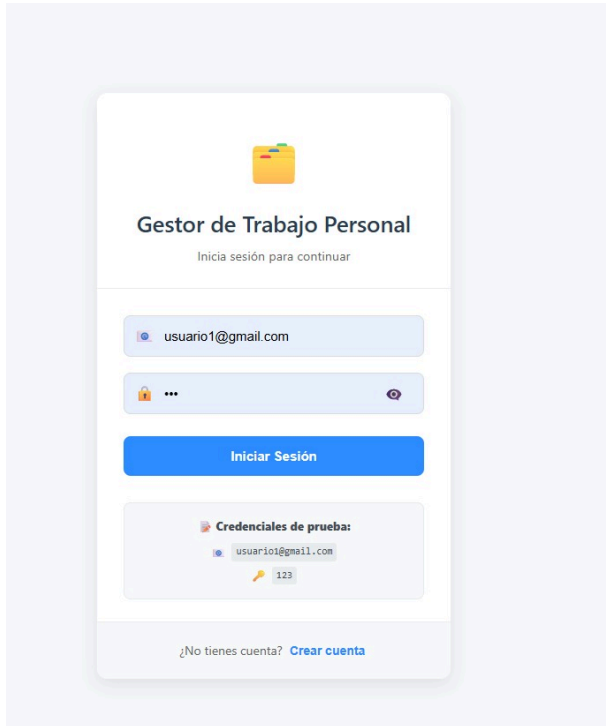 Gestor de Trabajo Personal
Inicia sesión para continuar
usuario1@gmail.com
•••
Iniciar Sesión
Credenciales de prueba:
usuario1@gmail.com
123
¿No tienes cuenta? Crear cuenta